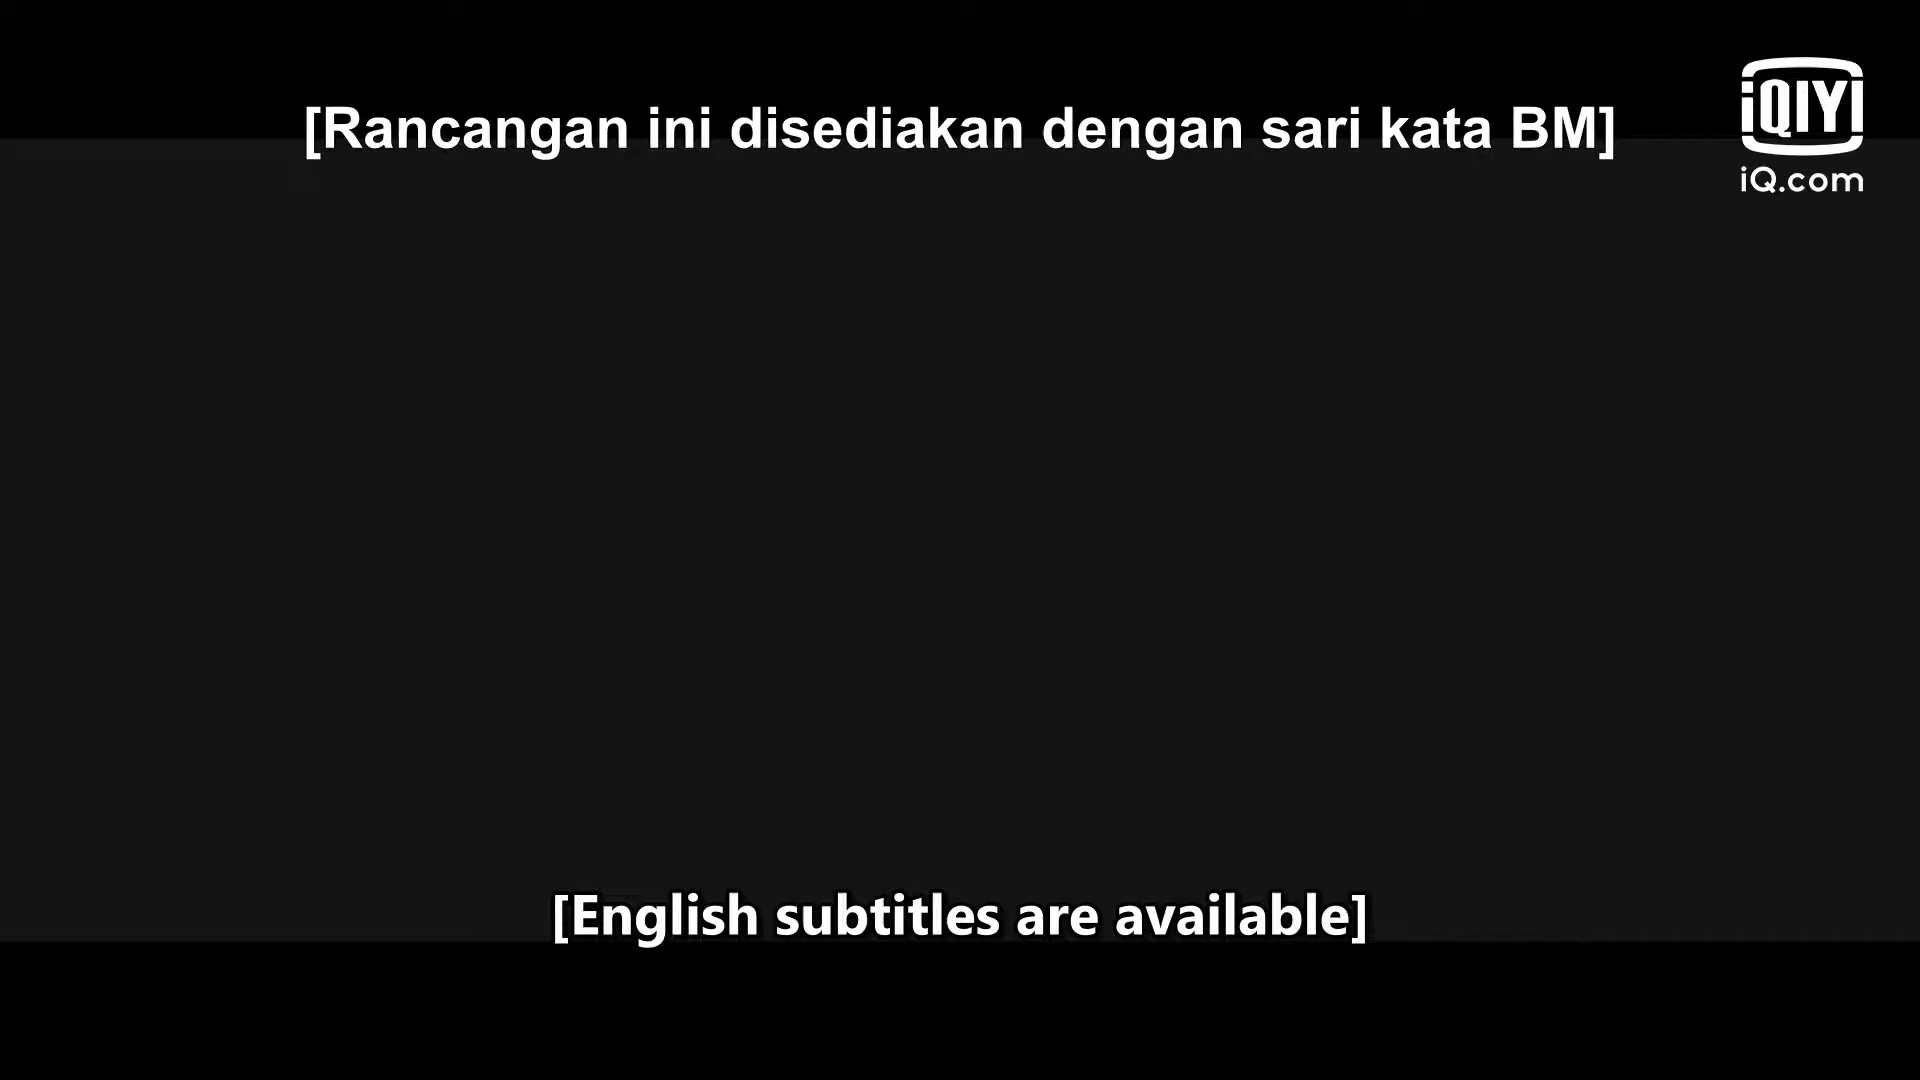 [Rancangan ini disediakan dengan sari kata BM]
iQIYI
iQ.com
[English subtitles are available]